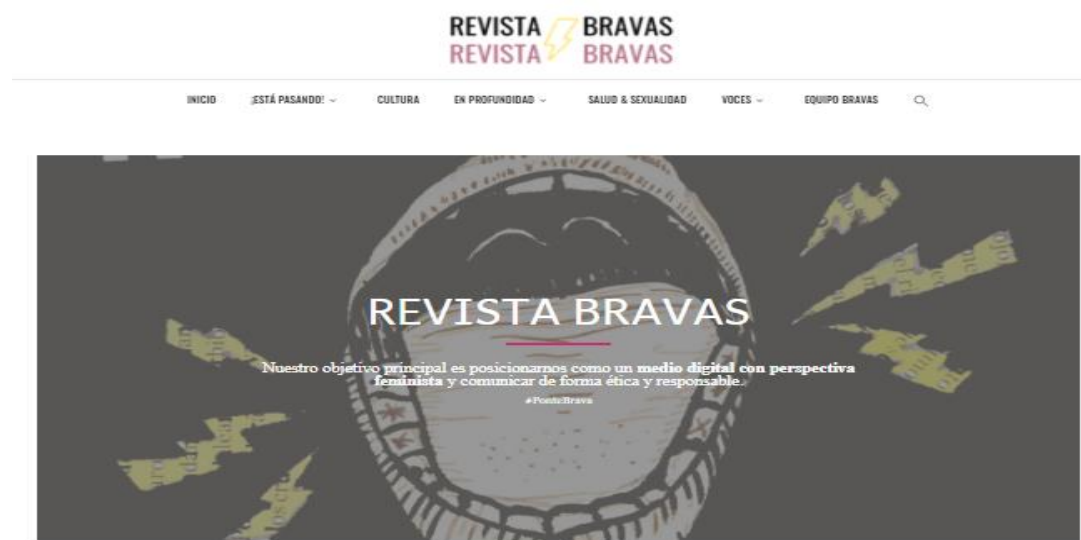 REVISTA BRAVAS
REVISTA BRAVAS
INICIO ¡ESTÁ PASANDO! CULTURA EN PROFUNDIDAD SALUD & SEXUALIDAD VOCES EQUIPO BRAVAS
REVISTA BRAVAS
Nuestro objetivo principal es posicionarnos como un medio digital con perspectiva
feminista y comunicar de forma ética y responsable.
#PonteBrava